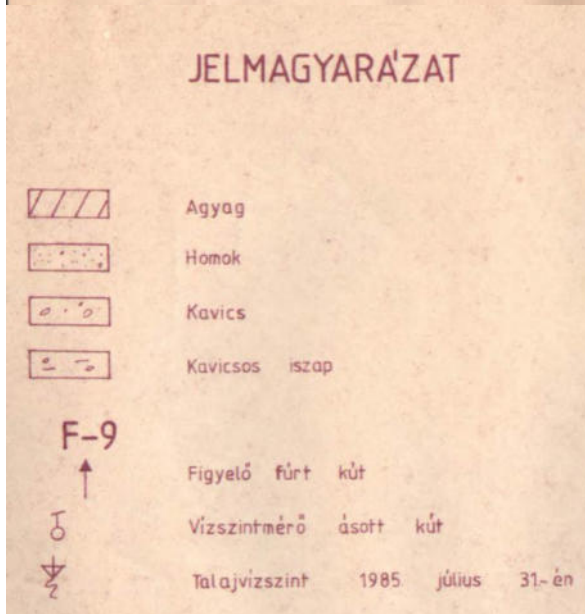 JELMAGYARÁZAT
Agyag
Homok
Kavics
Kavicsos iszap
F-9
Figyelő fúrt kút
Vízszintmérő ásott kút
Talajvízszint 1985. július 31-én